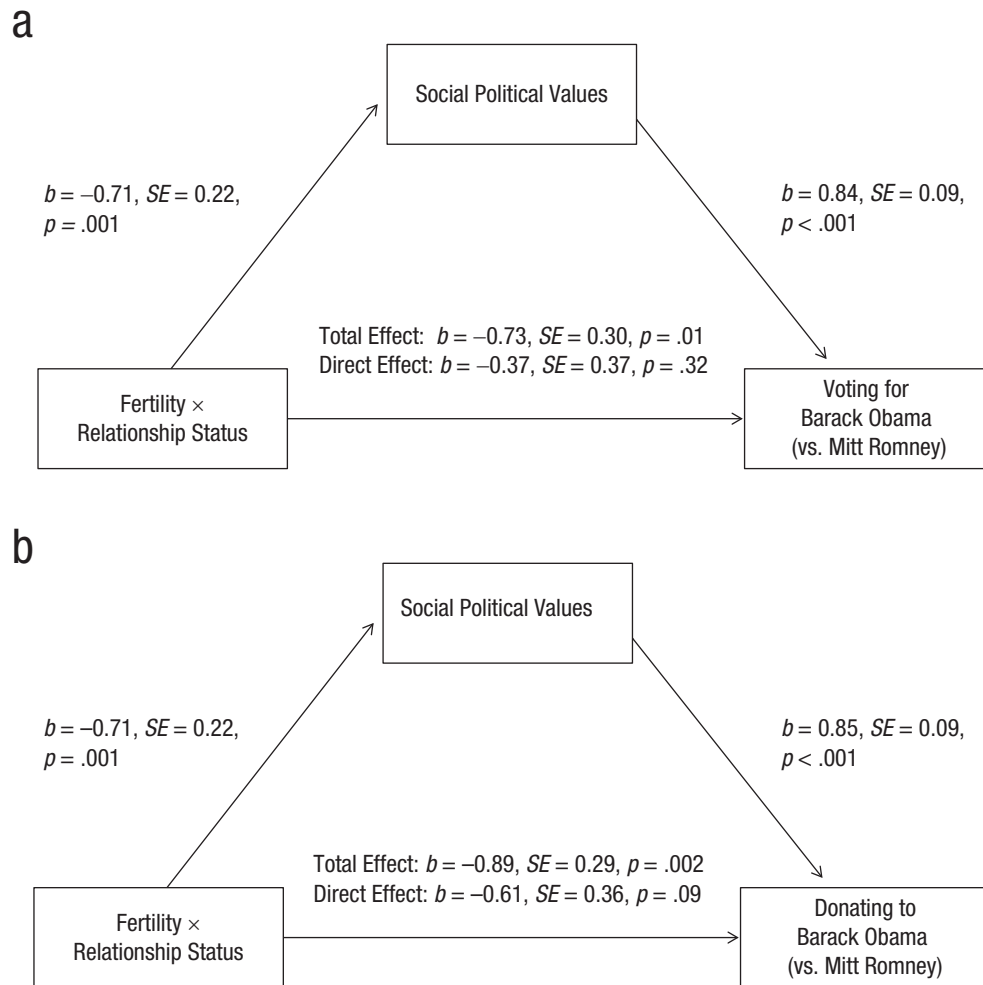 a
Social Political Values
b = −0.71, SE = 0.22,
p = .001
b = 0.84, SE = 0.09,
p < .001
Total Effect: b = −0.73, SE = 0.30, p = .01
Direct Effect: b = −0.37, SE = 0.37, p = .32
Fertility ×
Relationship Status
Voting for
Barack Obama
(vs. Mitt Romney)
b
Social Political Values
b = –0.71, SE = 0.22,
p = .001
b = 0.85, SE = 0.09,
p < .001
Total Effect: b = –0.89, SE = 0.29, p = .002
Direct Effect: b = –0.61, SE = 0.36, p = .09
Fertility ×
Relationship Status
Donating to
Barack Obama
(vs. Mitt Romney)